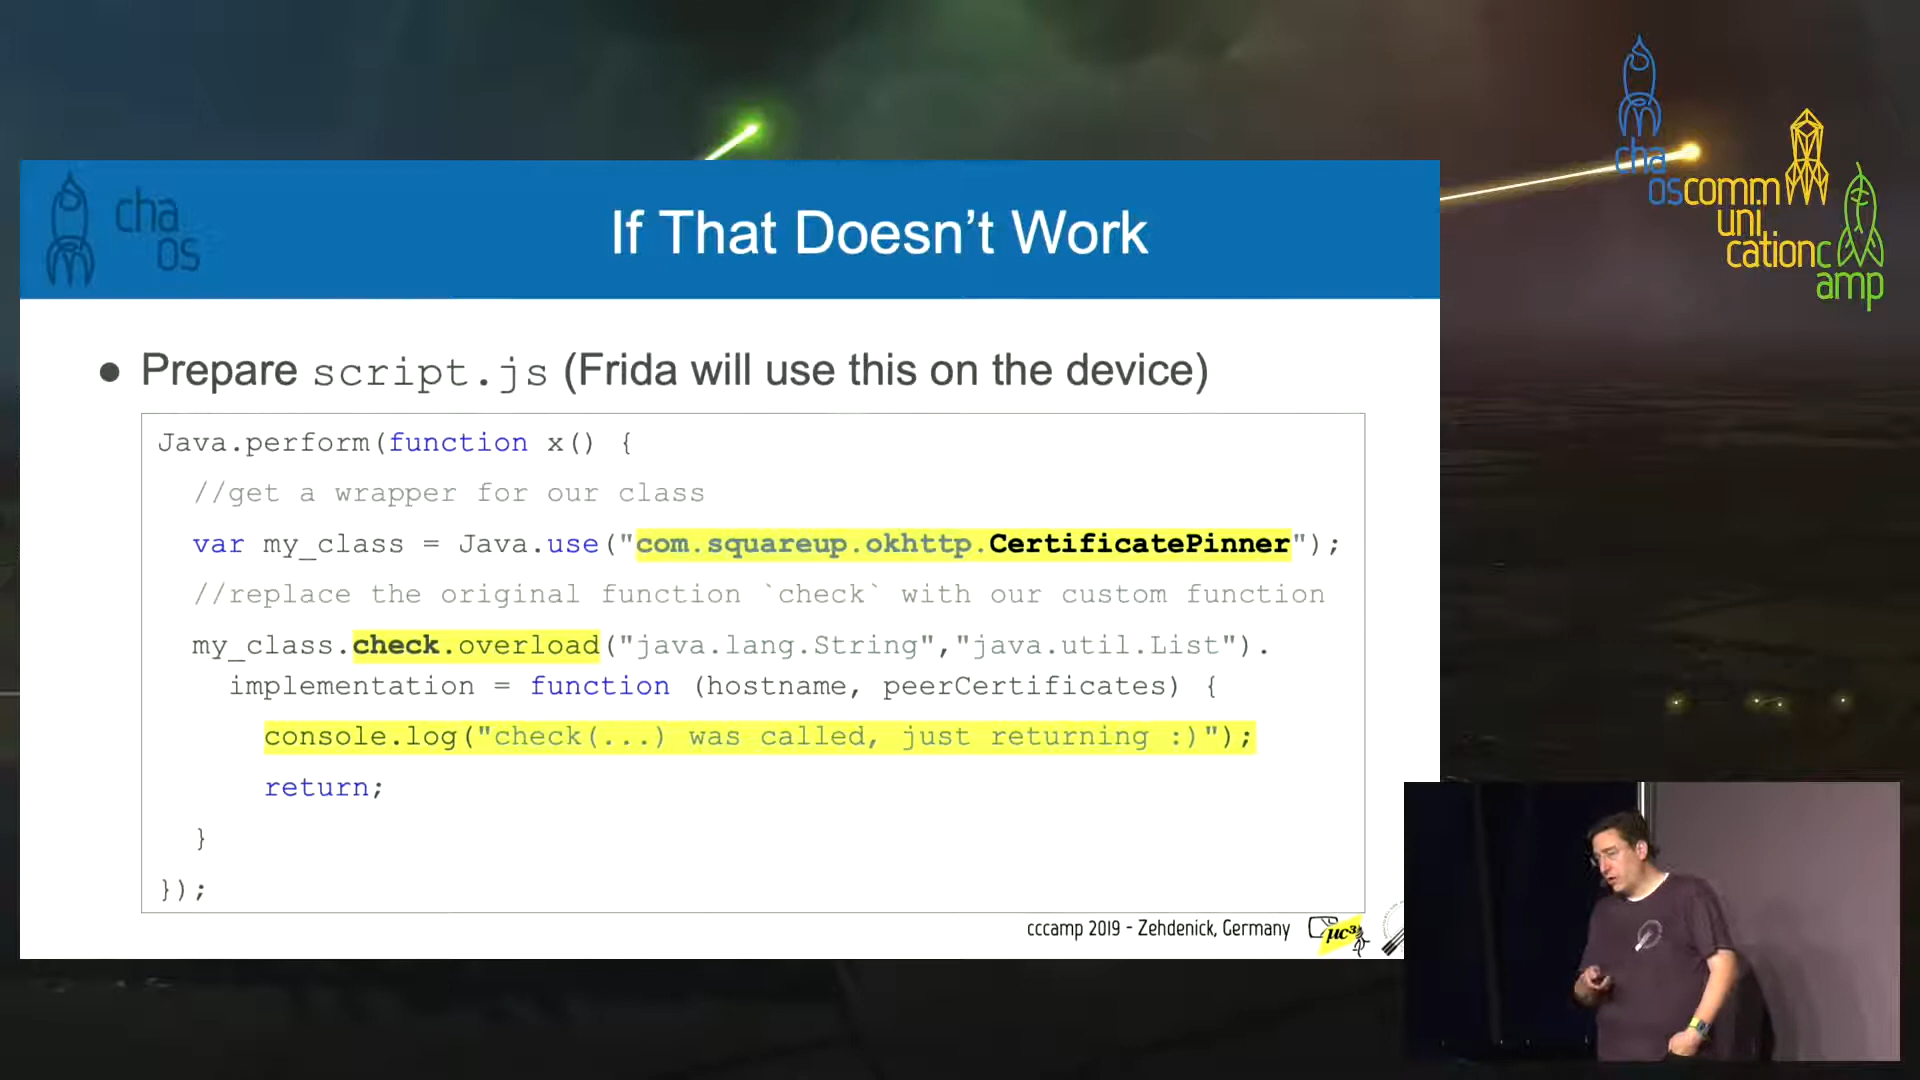 cha
os
If That Doesn’t Work
chaoscomm
uni
cationc
amp
● Prepare script.js (Frida will use this on the device)
Java.perform(function x() {
//get a wrapper for our class
var my_class = Java.use("com.squareup.okhttp.CertificatePinner");
//replace the original function `check` with our custom function
my_class.check.overload("java.lang.String","java.util.List").
implementation = function (hostname, peerCertificates) {
console.log("check(...) was called, just returning :)");
return;
}
});
cccamp 2019 - Zehdenick, Germany
μc³